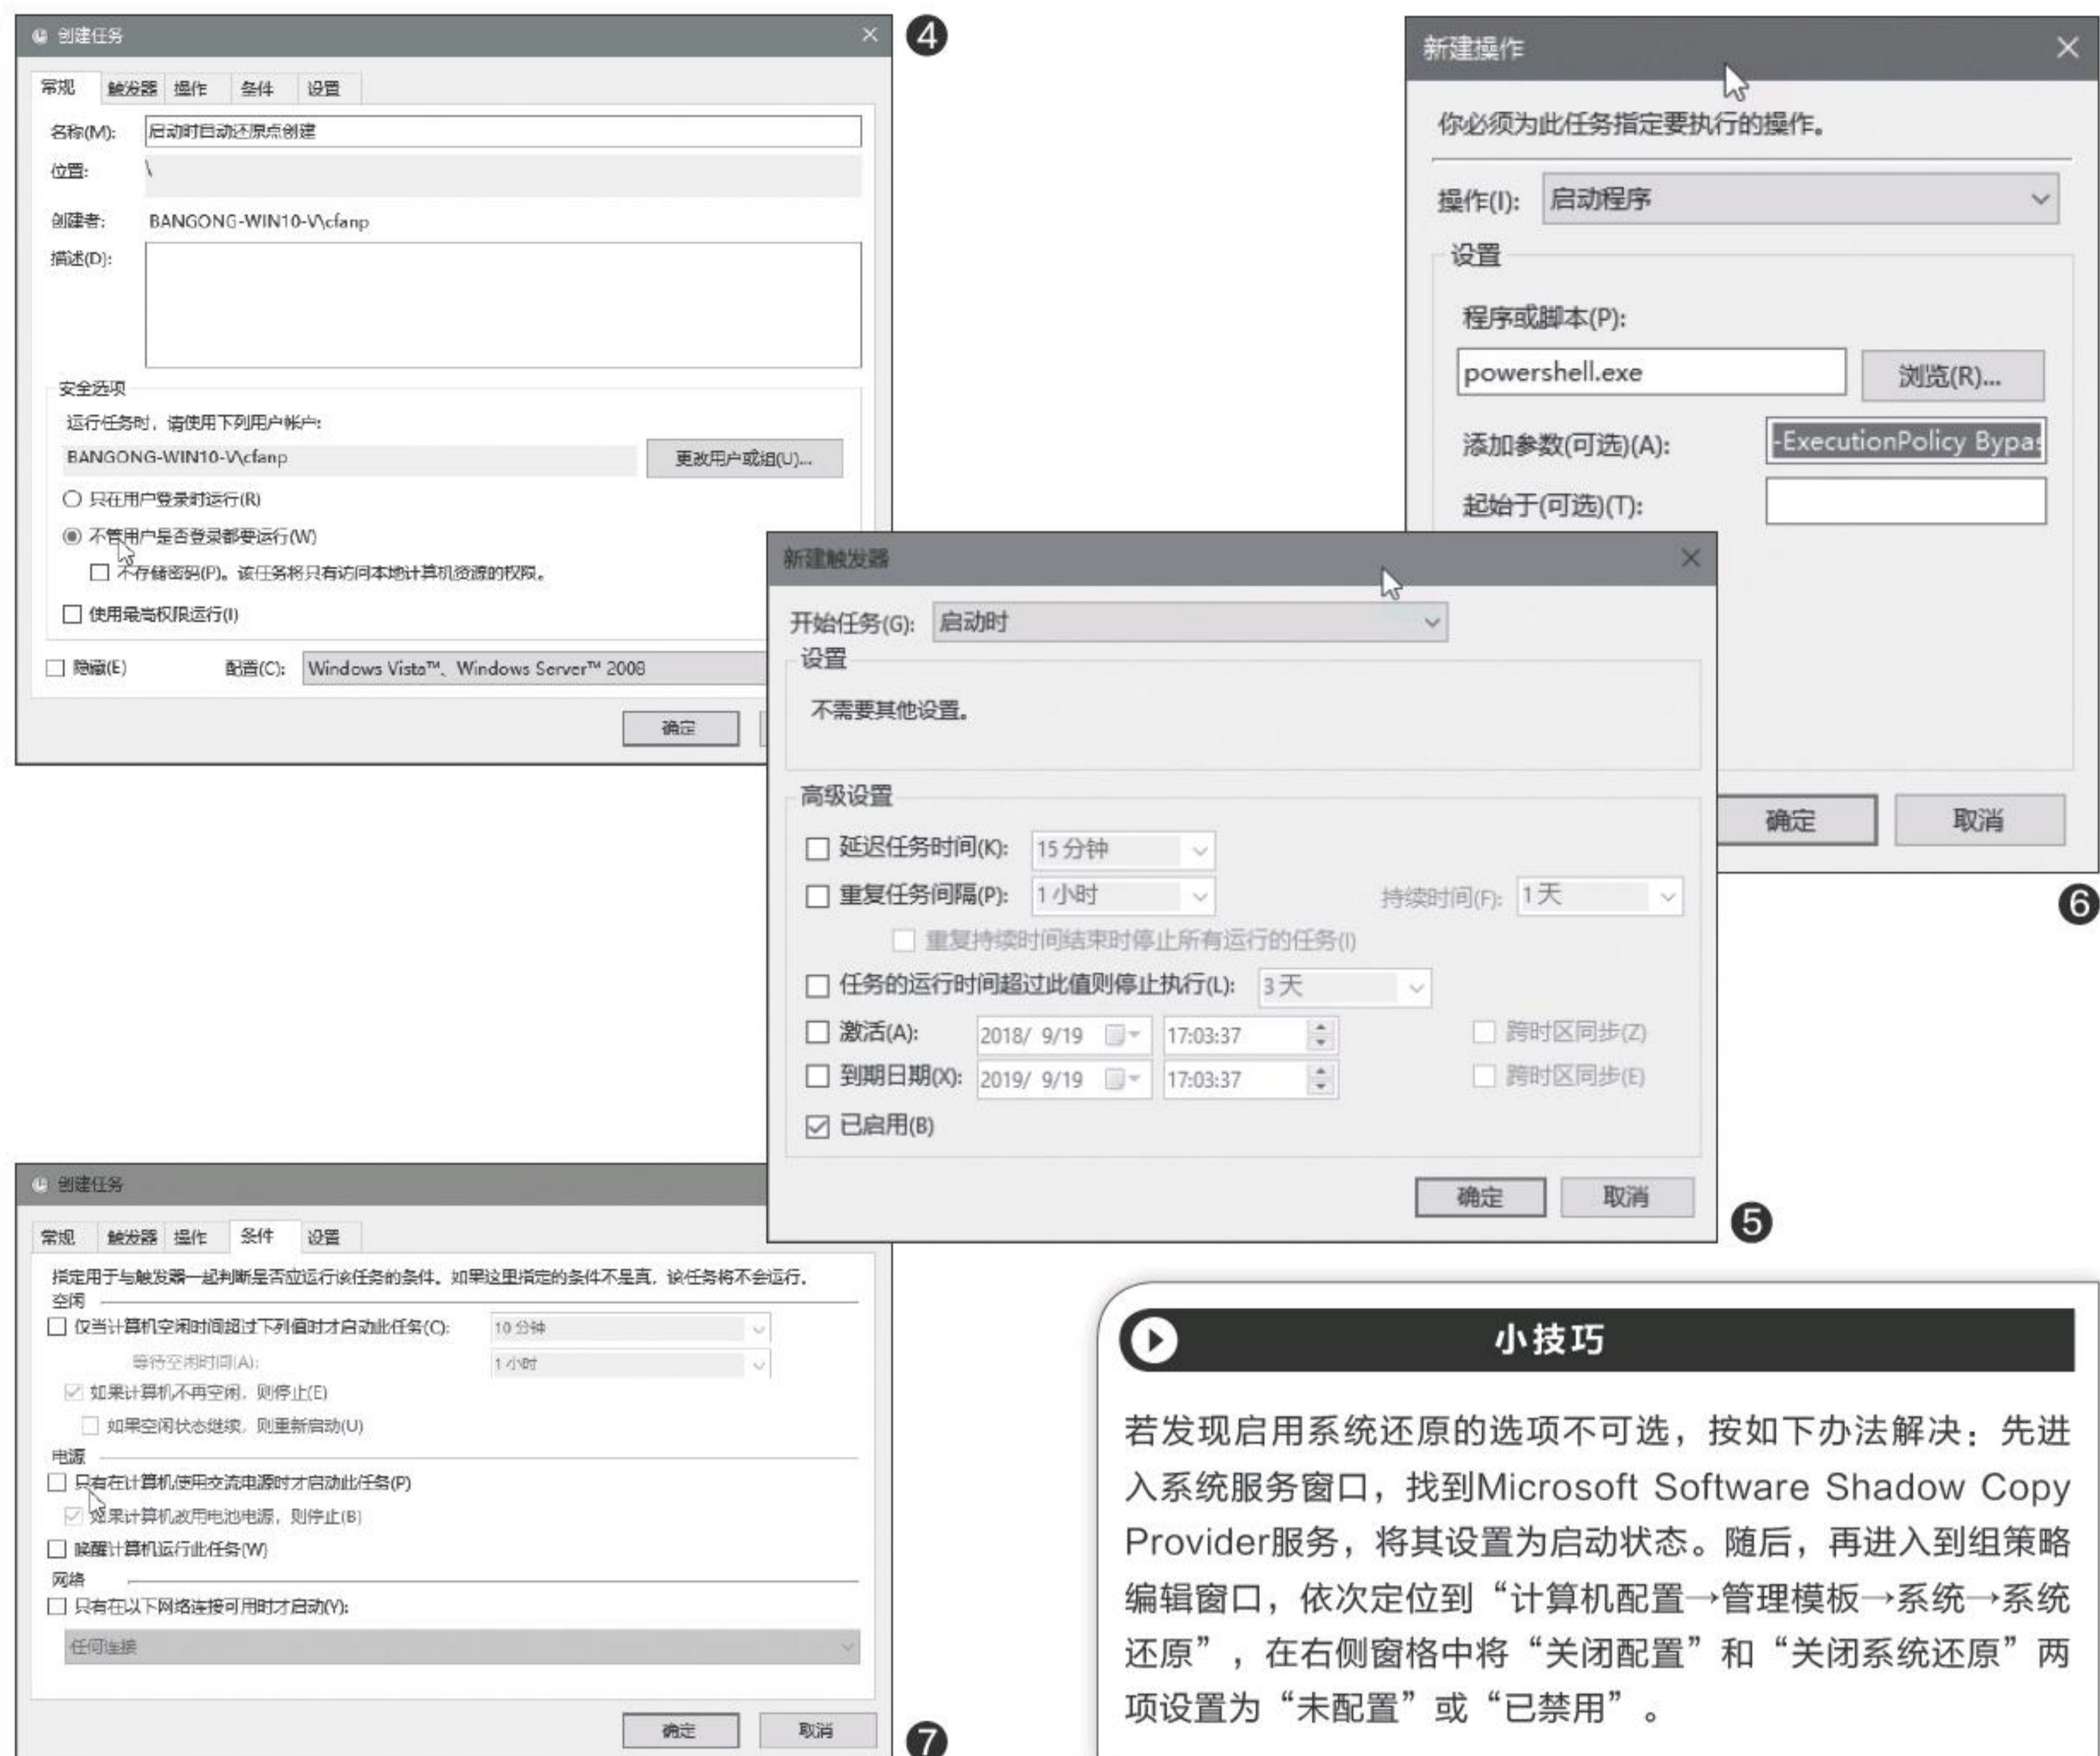 创建任务
④
常规 触发器 操作 条件 设置
名称(M): 启动时自动还原点创建
位置: \
创建者: BANGONG-WIN10-V\cfanp
描述(D):
安全选项
运行任务时，请使用下列用户帐户:
BANGONG-WIN10-V\cfanp 更改用户或组(U)...
只在用户登录时运行(R)
不管用户是否登录都要运行(W)
不存储密码(P)。该任务将只有访问本地计算机资源的权限。
使用最高权限运行(I)
隐藏(E) 配置(C): Windows Vista™、Windows Server™ 2008
确定
新建操作
你必须为此任务指定要执行的操作。
操作(I): 启动程序
设置
程序或脚本(P):
powershell.exe 浏览(R)...
添加参数(可选)(A): -ExecutionPolicy Bypas
起始于(可选)(T):
确定 取消
⑥
新建触发器
开始任务(G): 启动时
设置
不需要其他设置。
高级设置
延迟任务时间(K): 15 分钟
重复任务间隔(P): 1 小时 持续时间(F): 1 天
重复持续时间结束时停止所有运行的任务(I)
任务的运行时间超过此值则停止执行(L): 3 天
激活(A): 2018/ 9/19 17:03:37 跨时区同步(Z)
到期日期(X): 2019/ 9/19 17:03:37 跨时区同步(E)
已启用(B)
确定 取消
⑤
创建任务
常规 触发器 操作 条件 设置
指定用于与触发器一起判断是否应运行该任务的条件。如果这里指定的条件不是真，该任务将不会运行。
空闲
仅当计算机空闲时间超过下列值时才启动此任务(C): 10 分钟
等待空闲时间(A): 1 小时
如果计算机不再空闲，则停止(E)
如果空闲状态继续，则重新启动(U)
电源
只有在计算机使用交流电源时才启动此任务(P)
如果计算机改用电池电源，则停止(B)
唤醒计算机运行此任务(W)
网络
只有在以下网络连接可用时才启动(Y):
任何连接
确定 取消
⑦
小技巧
若发现启用系统还原的选项不可选，按如下办法解决：先进
入系统服务窗口，找到Microsoft Software Shadow Copy
Provider服务，将其设置为启动状态。随后，再进入到组策略
编辑窗口，依次定位到“计算机配置→管理模板→系统→系统
还原”，在右侧窗格中将“关闭配置”和“关闭系统还原”两
项设置为“未配置”或“已禁用”。